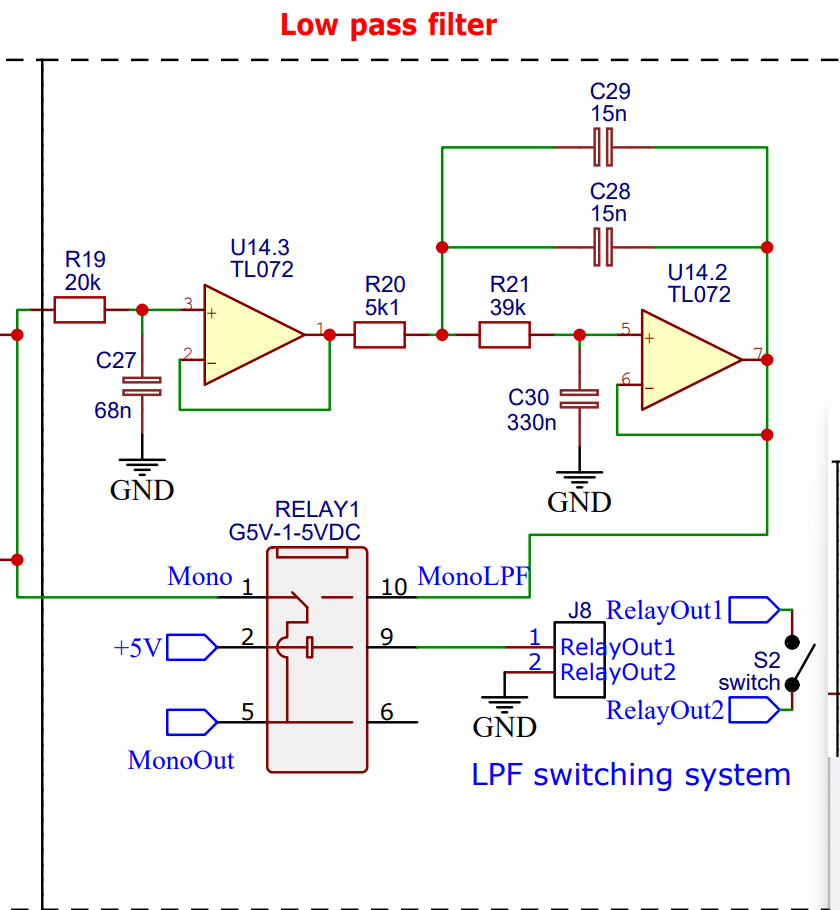 Low pass filter
C29
15n
C28
15n
R19
20k
U14.3
TL072
3
+
2
−
1
C27
68n
GND
R20
5k1
R21
39k
U14.2
TL072
5
+
6
−
7
C30
330n
GND
RELAY1
G5V-1-5VDC
Mono
1
10
MonoLPF
+5V
2
9
5
6
MonoOut
J8
1
RelayOut1
2
RelayOut2
GND
RelayOut1
S2
switch
RelayOut2
LPF switching system